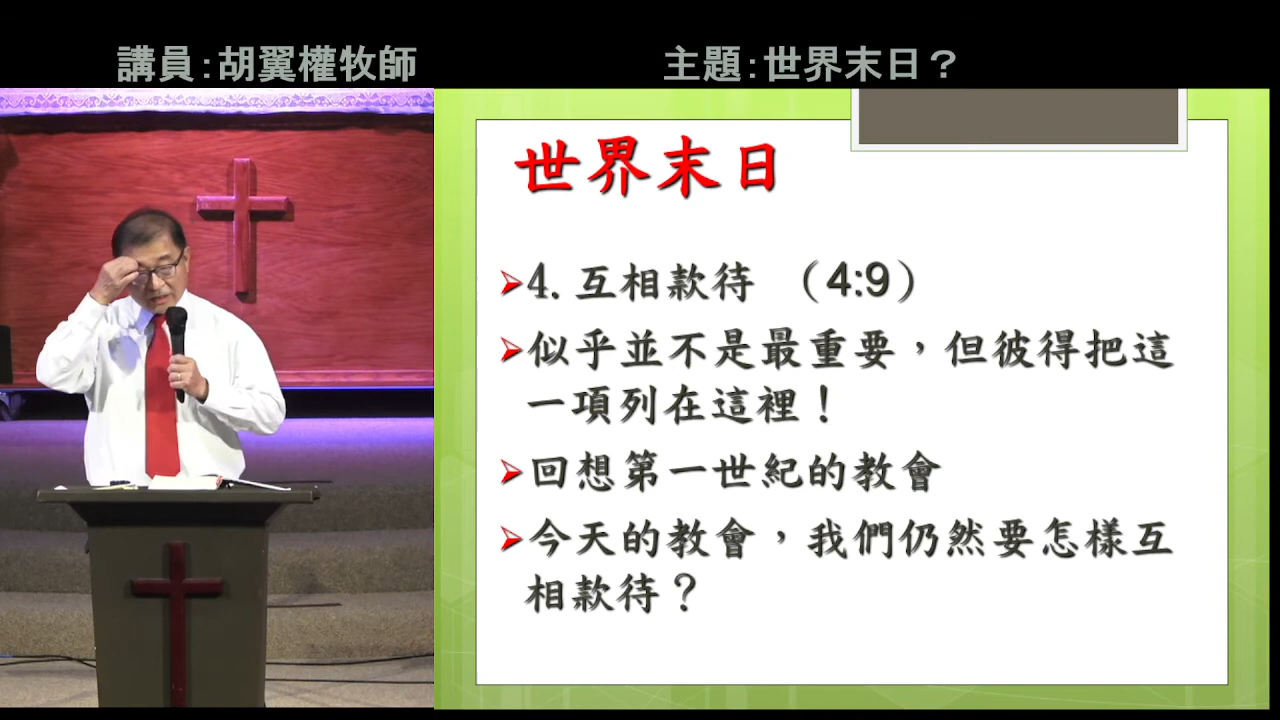 講員:胡翼權牧師
主題:世界末日？
世界末日
4. 互相款待 （4:9）
似乎並不是最重要，但彼得把這
一項列在這裡！
回想第一世紀的教會
今天的教會，我們仍然要怎樣互
相款待？